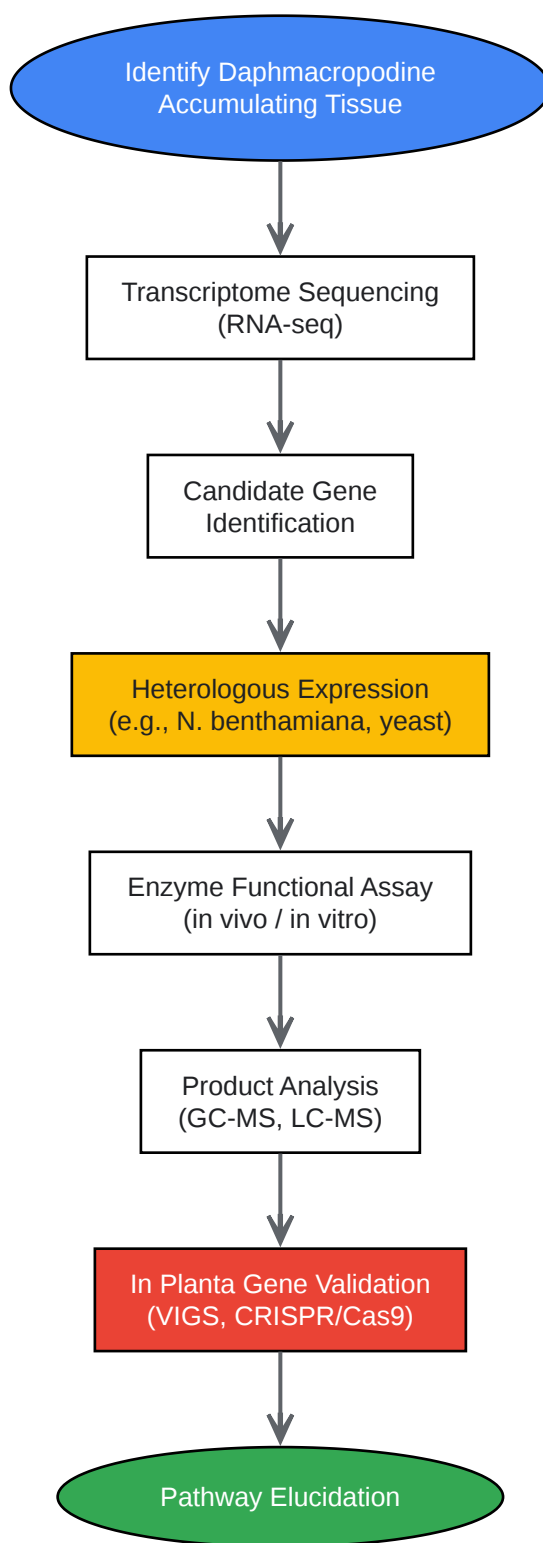 Identify Daphmacropodine
Accumulating Tissue
Transcriptome Sequencing
(RNA-seq)
Candidate Gene
Identification
Heterologous Expression
(e.g., N. benthamiana, yeast)
Enzyme Functional Assay
(in vivo / in vitro)
Product Analysis
(GC-MS, LC-MS)
In Planta Gene Validation
(VIGS, CRISPR/Cas9)
Pathway Elucidation